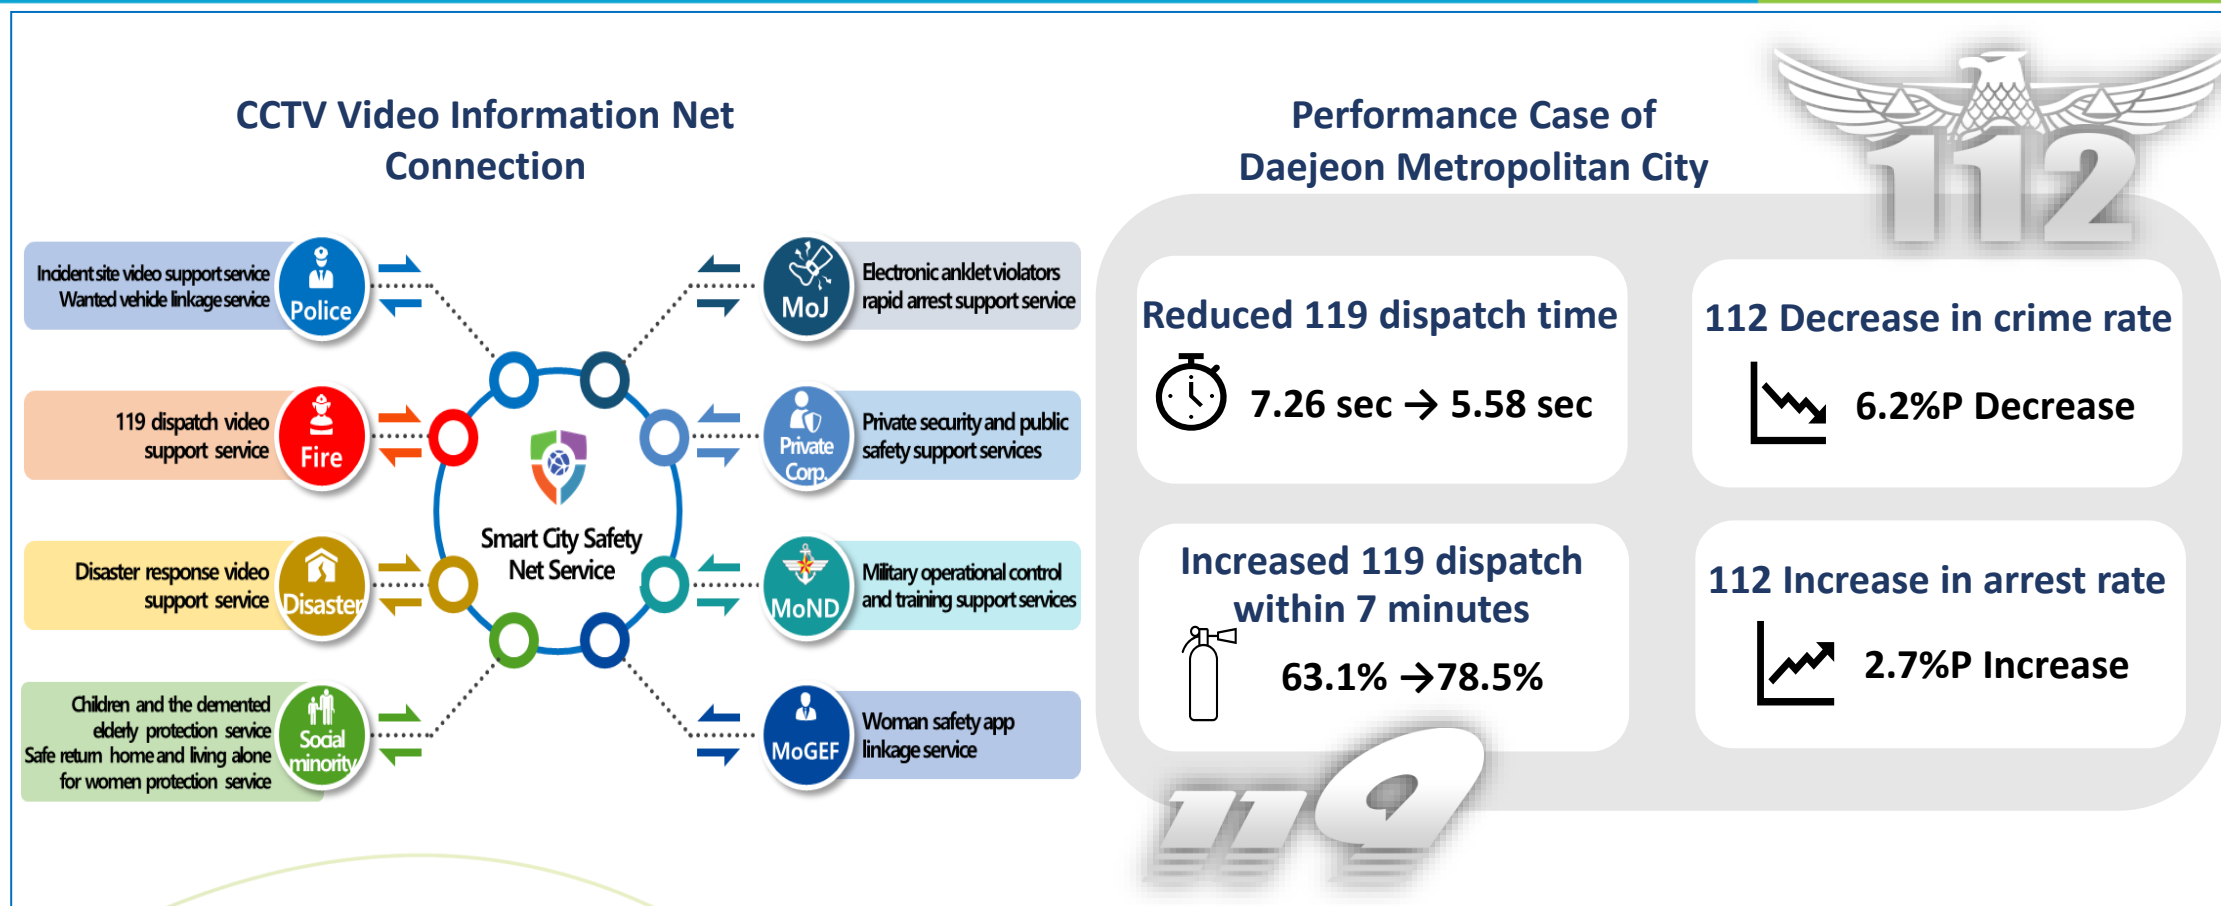 CCTV Video Information Net
Connection
Incident site video support service
Wanted vehicle linkage service
Police
119 dispatch video
support service
Fire
Disaster response video
support service
Disaster
Children and the demented
elderly protection service
Safe return home and living alone
for women protection service
Social
minority
Smart City Safety
Net Service
MoJ
Electronic anklet violators
rapid arrest support service
Private
Corp.
Private security and public
safety support services
MoND
Military operational control
and training support services
MoGEF
Woman safety app
linkage service
Performance Case of
Daejeon Metropolitan City
112
Reduced 119 dispatch time
7.26 sec → 5.58 sec
112 Decrease in crime rate
6.2%P Decrease
Increased 119 dispatch
within 7 minutes
63.1% →78.5%
112 Increase in arrest rate
2.7%P Increase
119